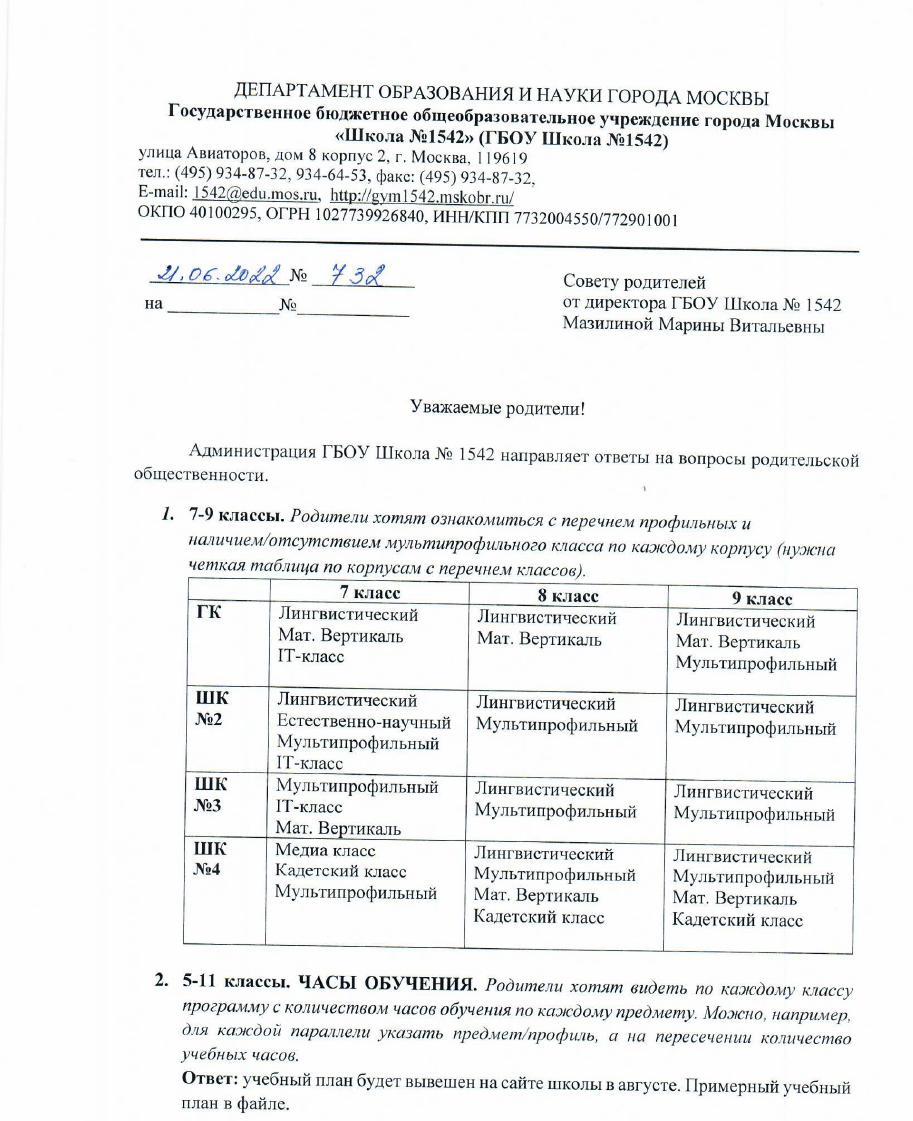 ДЕПАРТАМЕНТ ОБРАЗОВАНИЯ И НАУКИ ГОРОДА МОСКВЫ
Государственное бюджетное общеобразовательное учреждение города Москвы
«Школа №1542» (ГБОУ Школа №1542)
улица Авиаторов, дом 8 корпус 2, г. Москва, 119619
тел.: (495) 934-87-32, 934-64-53, факс: (495) 934-87-32,
E-mail: 1542@edu.mos.ru, http://gym1542.mskobr.ru/
ОКПО 40100295, ОГРН 1027739926840, ИНН/КПП 7732004550/772901001
21.06.2022 № 732
на ____________№____________
Совету родителей
от директора ГБОУ Школа № 1542
Мазилиной Марины Витальевны
Уважаемые родители!
Администрация ГБОУ Школа № 1542 направляет ответы на вопросы родительской
общественности.
1. 7-9 классы. Родители хотят ознакомиться с перечнем профильных и
наличием/отсутствием мультипрофильного класса по каждому корпусу (нужна
четкая таблица по корпусам с перечнем классов).
7 класс 8 класс 9 класс
ГК Лингвистический Лингвистический Лингвистический
Мат. Вертикаль Мат. Вертикаль Мат. Вертикаль
IT-класс Мультипрофильный
ШК Лингвистический Лингвистический Лингвистический
№2 Естественно-научный Мультипрофильный Мультипрофильный
Мультипрофильный
IT-класс
ШК Мультипрофильный Лингвистический Лингвистический
№3 IT-класс Мультипрофильный Мультипрофильный
Мат. Вертикаль
ШК Медиа класс Лингвистический Лингвистический
№4 Кадетский класс Мультипрофильный Мультипрофильный
Мультипрофильный Мат. Вертикаль Мат. Вертикаль
Кадетский класс Кадетский класс
2. 5-11 классы. ЧАСЫ ОБУЧЕНИЯ. Родители хотят видеть по каждому классу
программу с количеством часов обучения по каждому предмету. Можно, например,
для каждой параллели указать предмет/профиль, а на пересечении количество
учебных часов.
Ответ: учебный план будет вывешен на сайте школы в августе. Примерный учебный
план в файле.